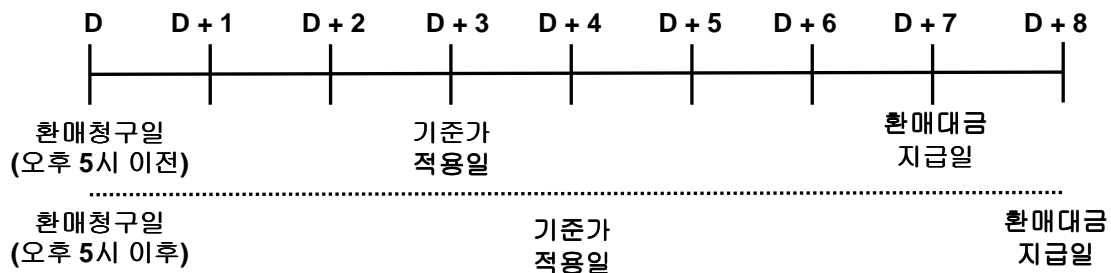 D D + 1 D + 2 D + 3 D + 4 D + 5 D + 6 D + 7 D + 8
환매청구일
(오후 5시 이전)
기준가
적용일
환매대금
지급일
환매청구일
(오후 5시 이후)
기준가
적용일
환매대금
지급일